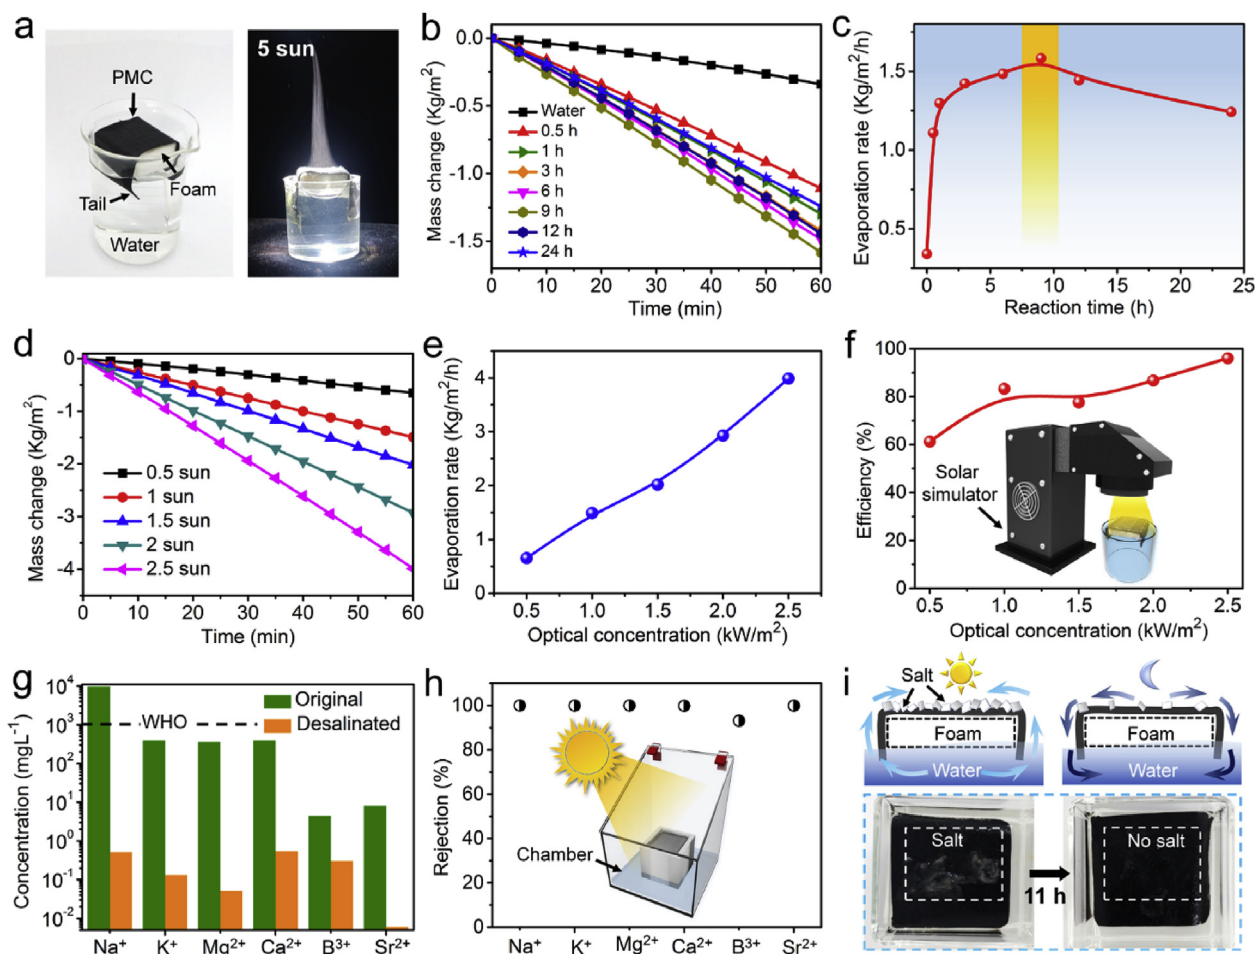 a
PMC
Foam
Tail
Water
5 sun
b
Mass change (Kg/m²)
0.0
-0.5
-1.0
-1.5
Water
0.5 h
1 h
3 h
6 h
9 h
12 h
24 h
0 10 20 30 40 50 60
Time (min)
c
Evaporation rate (Kg/m²/h)
1.5
1.0
0.5
0 5 10 15 20 25
Reaction time (h)
d
Mass change (Kg/m²)
0
-1
-2
-3
-4
0.5 sun
1 sun
1.5 sun
2 sun
2.5 sun
0 10 20 30 40 50 60
Time (min)
e
Evaporation rate (Kg/m²/h)
4
3
2
1
0
0.5 1.0 1.5 2.0 2.5
Optical concentration (kW/m²)
f
Efficiency (%)
100
80
60
40
20
0
Solar
simulator
0.5 1.0 1.5 2.0 2.5
Optical concentration (kW/m²)
g
Concentration (mgL⁻¹)
10⁴
10³
10²
10¹
10⁰
10⁻¹
10⁻²
Original
Desalinated
WHO
Na⁺ K⁺ Mg²⁺ Ca²⁺ B³⁺ Sr²⁺
h
Rejection (%)
100
80
60
40
20
0
Chamber
Na⁺ K⁺ Mg²⁺ Ca²⁺ B³⁺ Sr²⁺
i
Salt
Foam
Water
Foam
Water
Salt
11 h
No salt